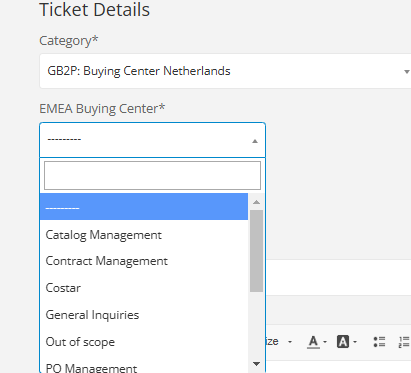 Ticket Details
Category*
GB2P: Buying Center Netherlands
EMEA Buying Center*
---------
---------
Catalog Management
Contract Management
Costar
General Inquiries
Out of scope
PO Management
ize
A
A